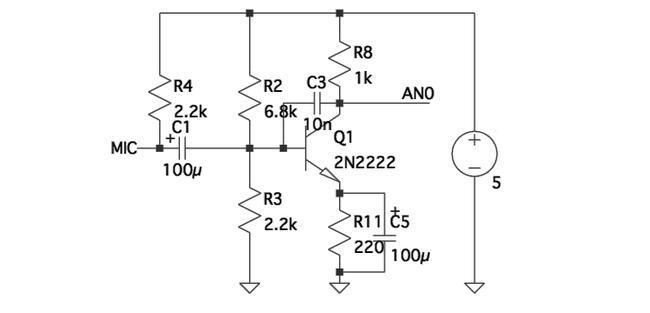 R8
1k
C3
ANO
R4
2.2k
R2
6.8k
10n
C1
+
MIC
100µ
Q1
2N2222
+
−
5
R3
2.2k
R11
220
+
C5
100µ